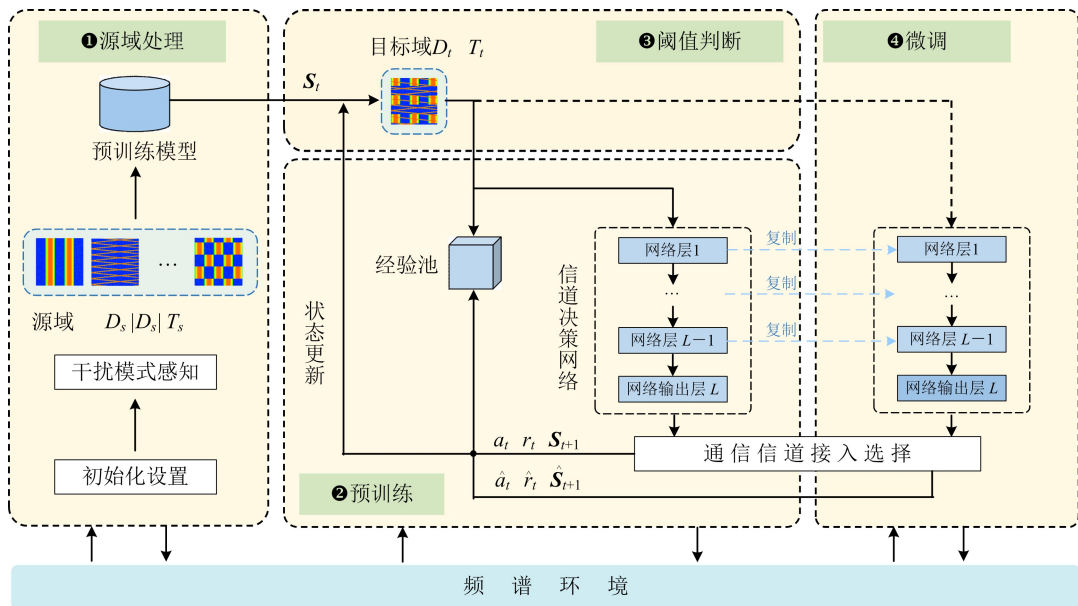 ❶源域处理
预训练模型
…
源域 D_s |D_s| T_s
干扰模式感知
初始化设置
S_t
目标域D_t T_t
❸阈值判断
❹微调
经验池
状态更新
信道决策网络
网络层1
…
网络层 L−1
网络输出层 L
复制
复制
复制
网络层1
…
网络层 L−1
网络输出层 L
a_t r_t S_{t+1}
通信信道接入选择
â_t r̂_t Ŝ_{t+1}
❷预训练
频谱环境